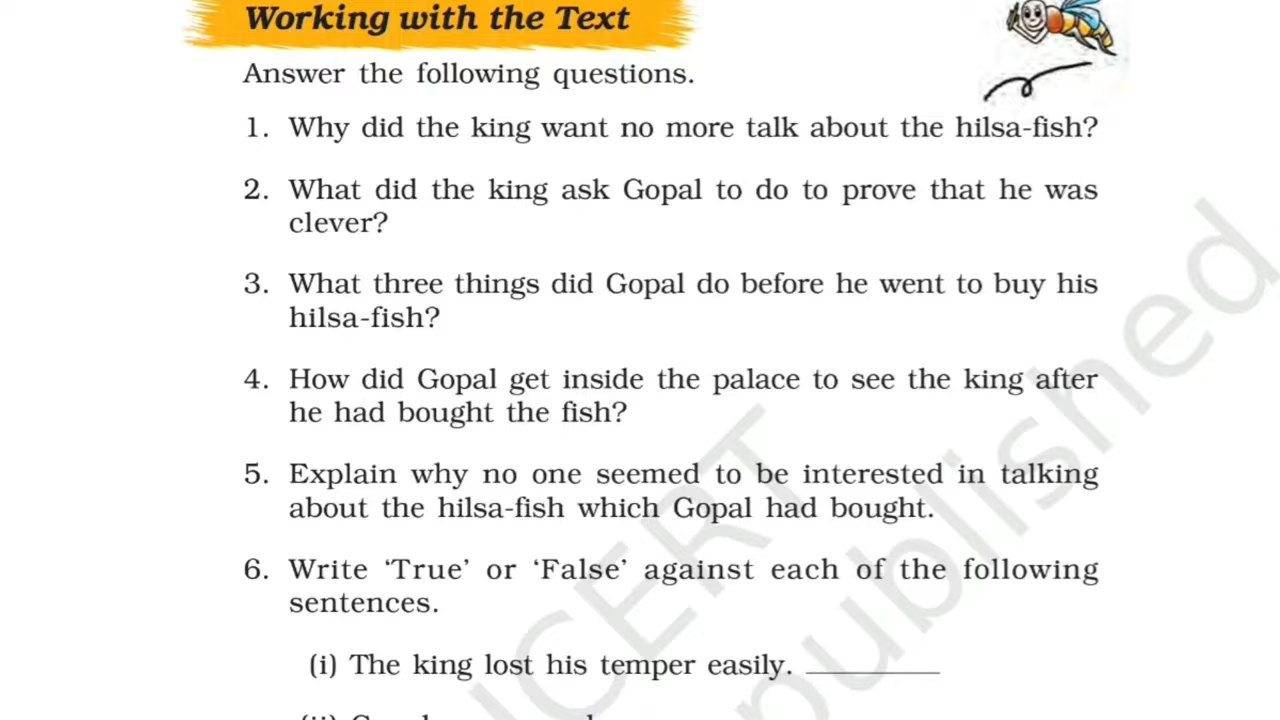 Working with the Text
Answer the following questions.
1. Why did the king want no more talk about the hilsa-fish?
2. What did the king ask Gopal to do to prove that he was
clever?
3. What three things did Gopal do before he went to buy his
hilsa-fish?
4. How did Gopal get inside the palace to see the king after
he had bought the fish?
5. Explain why no one seemed to be interested in talking
about the hilsa-fish which Gopal had bought.
6. Write ‘True’ or ‘False’ against each of the following
sentences.
(i) The king lost his temper easily.
NCERT
published